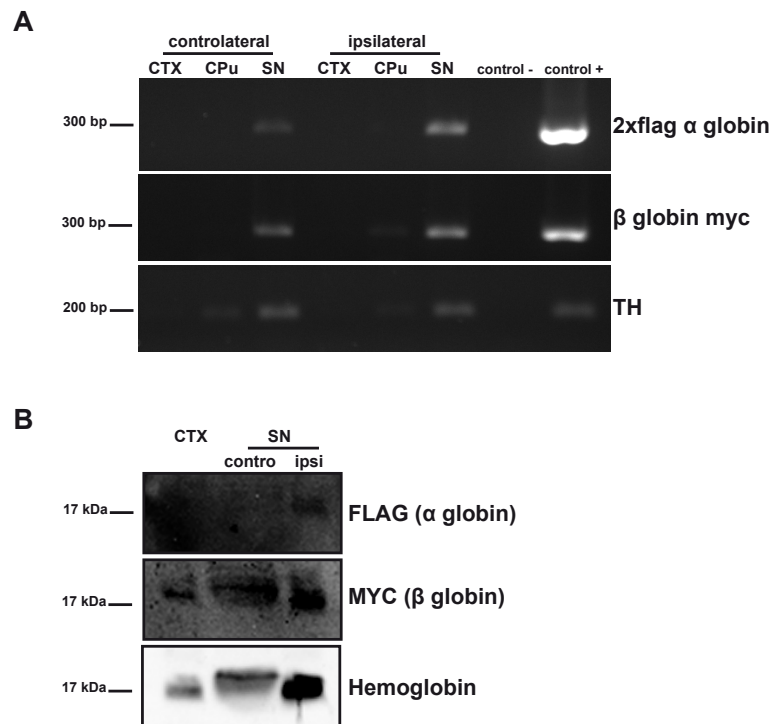 A
controlateral ipsilateral
CTX CPu SN CTX CPu SN control - control +
300 bp 2xflag α globin
300 bp β globin myc
200 bp TH
B
CTX SN
contro ipsi
17 kDa FLAG (α globin)
17 kDa MYC (β globin)
17 kDa Hemoglobin